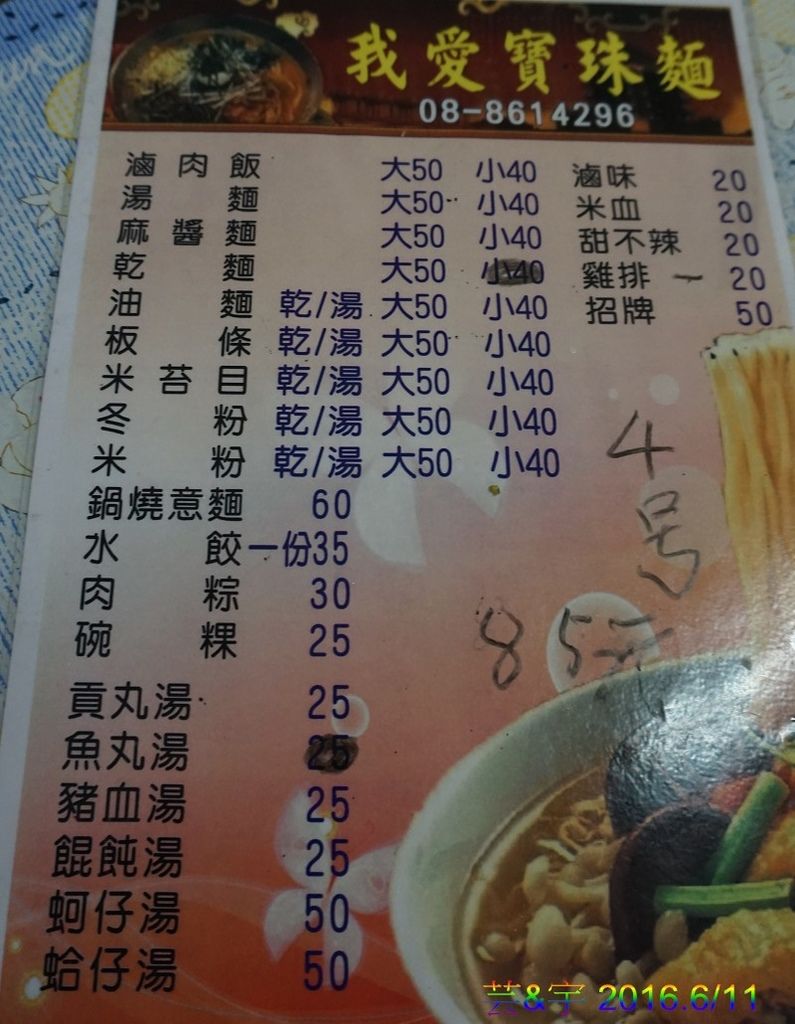 我愛寶珠麵
08-8614296
滷肉飯 大50 小40
湯麵 大50 小40
麻醬麵 大50 小40
乾麵 大50 小40
油麵 乾/湯 大50 小40
板條 乾/湯 大50 小40
米苔目 乾/湯 大50 小40
冬粉 乾/湯 大50 小40
米粉 乾/湯 大50 小40
鍋燒意麵 60
水餃 一份35
肉粽 30
碗粿 25
貢丸湯 25
魚丸湯 25
豬血湯 25
餛飩湯 25
蚵仔湯 50
蛤仔湯 50
滷味 20
米血 20
甜不辣 20
雞排 20
招牌 50
4号
85元
芸&宇 2016.6/11